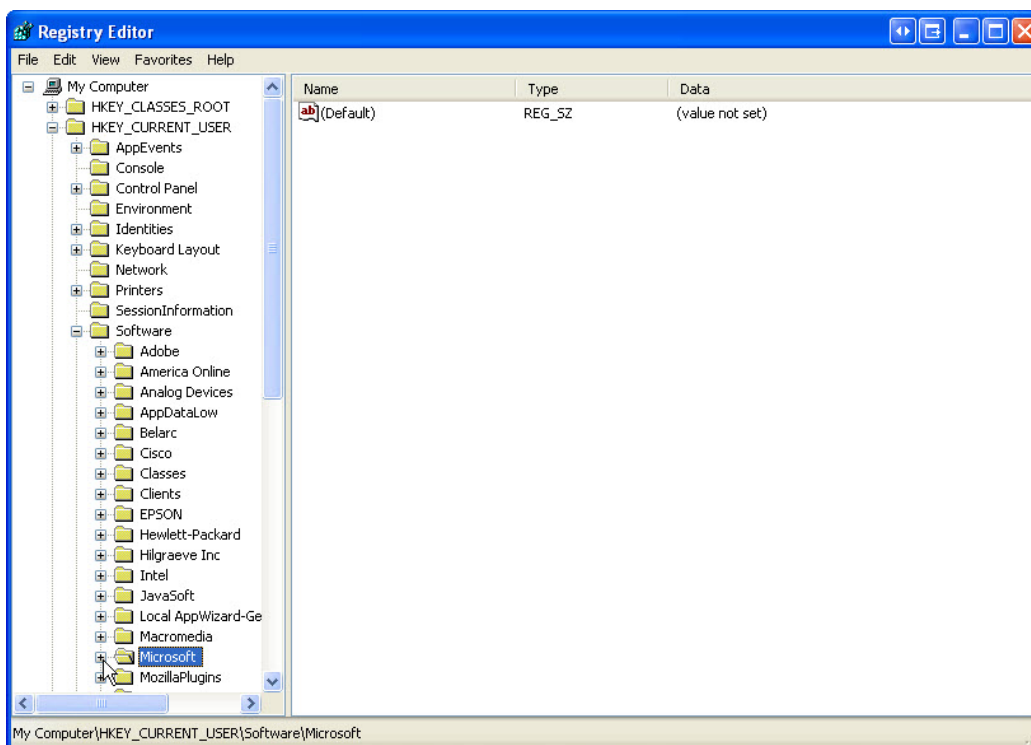 Registry Editor
File Edit View Favorites Help
My Computer
HKEY_CLASSES_ROOT
HKEY_CURRENT_USER
AppEvents
Console
Control Panel
Environment
Identities
Keyboard Layout
Network
Printers
SessionInformation
Software
Adobe
America Online
Analog Devices
AppDataLow
Belarc
Cisco
Classes
Clients
EPSON
Hewlett-Packard
Hilgraeve Inc
Intel
JavaSoft
Local AppWizard-Ge
Macromedia
Microsoft
MozillaPlugins
Name Type Data
ab (Default) REG_SZ (value not set)
My Computer\HKEY_CURRENT_USER\Software\Microsoft